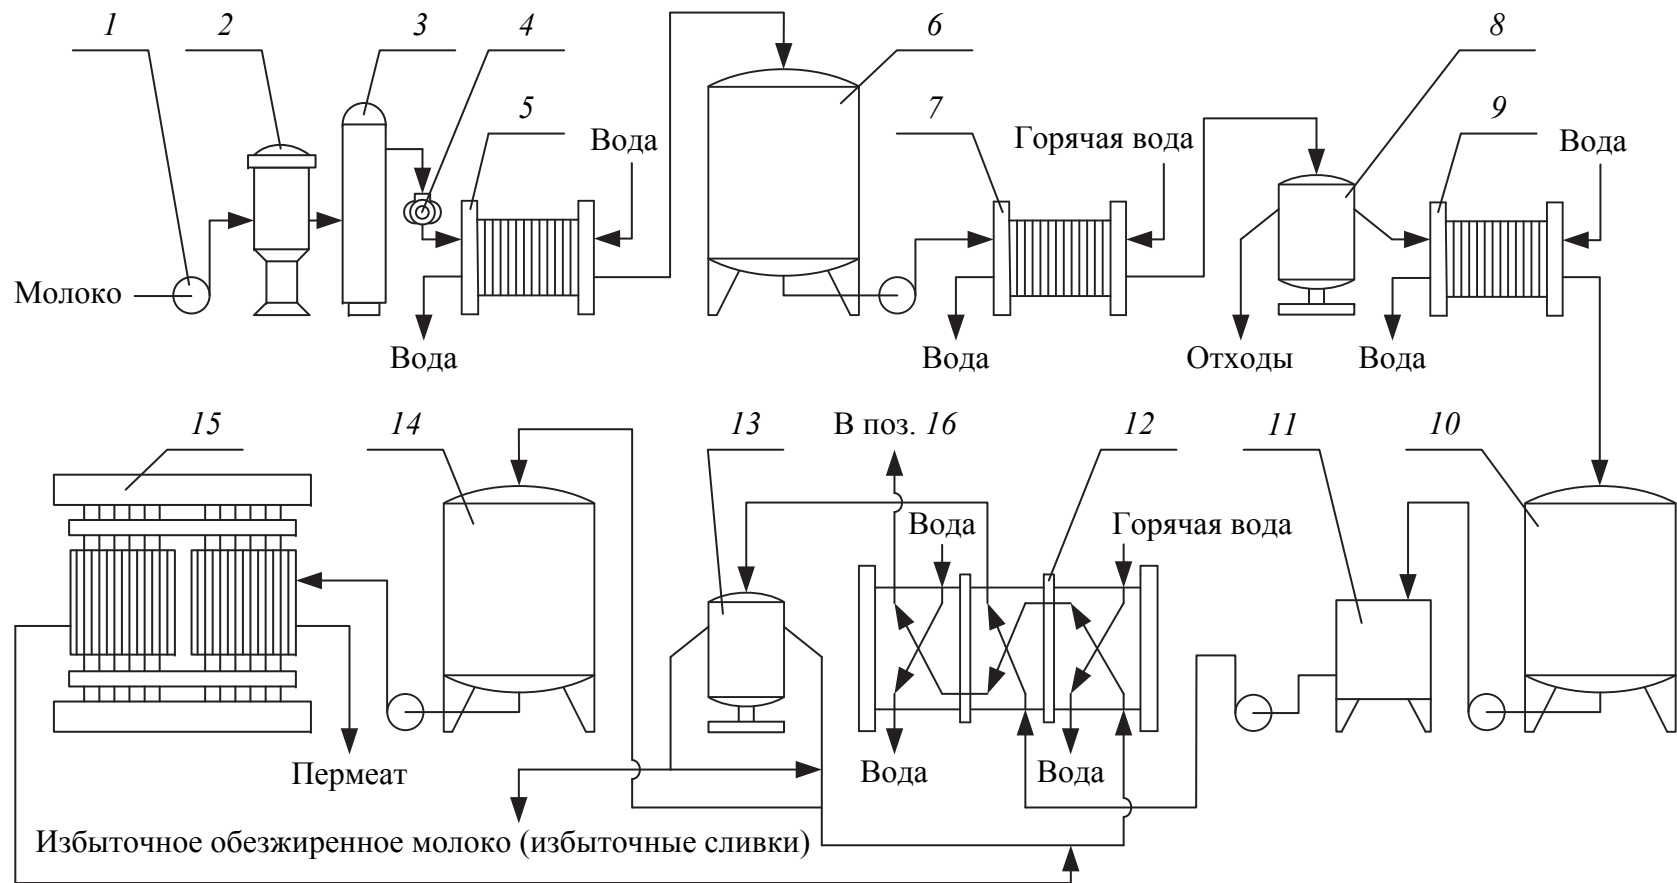 1 2 3 4 6 8
5 7 9
Вода Горячая вода Вода
Молоко
Вода Вода Отходы Вода
15 14 13 В поз. 16 12 11 10
Вода Горячая вода
Пермеат Вода Вода
Избыточное обезжиренное молоко (избыточные сливки)